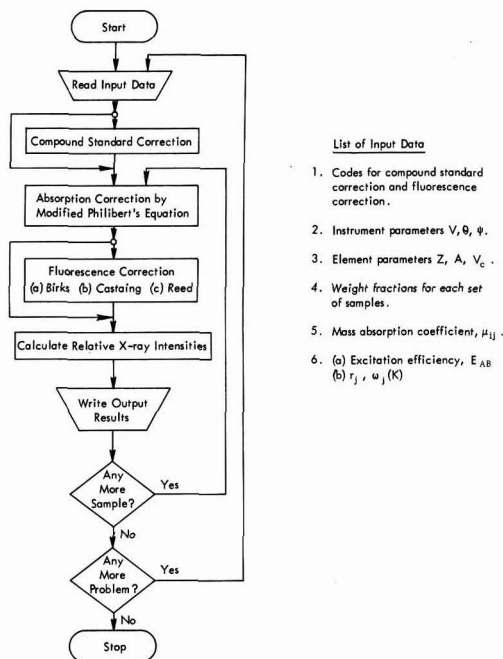 Start
Read Input Data
Compound Standard Correction
Absorption Correction by
Modified Philibert's Equation
Fluorescence Correction
(a) Birks (b) Castaing (c) Reed
Calculate Relative X-ray Intensities
Write Output
Results
Any
More
Sample?
Yes
No
Any
More
Problem?
Yes
No
Stop
List of Input Data
1. Codes for compound standard
correction and fluorescence
correction.
2. Instrument parameters V, θ, ψ.
3. Element parameters Z, A, V_c.
4. Weight fractions for each set
of samples.
5. Mass absorption coefficient, μ_ij.
6. (a) Excitation efficiency, E_AB
(b) r_j, ω_j(K)